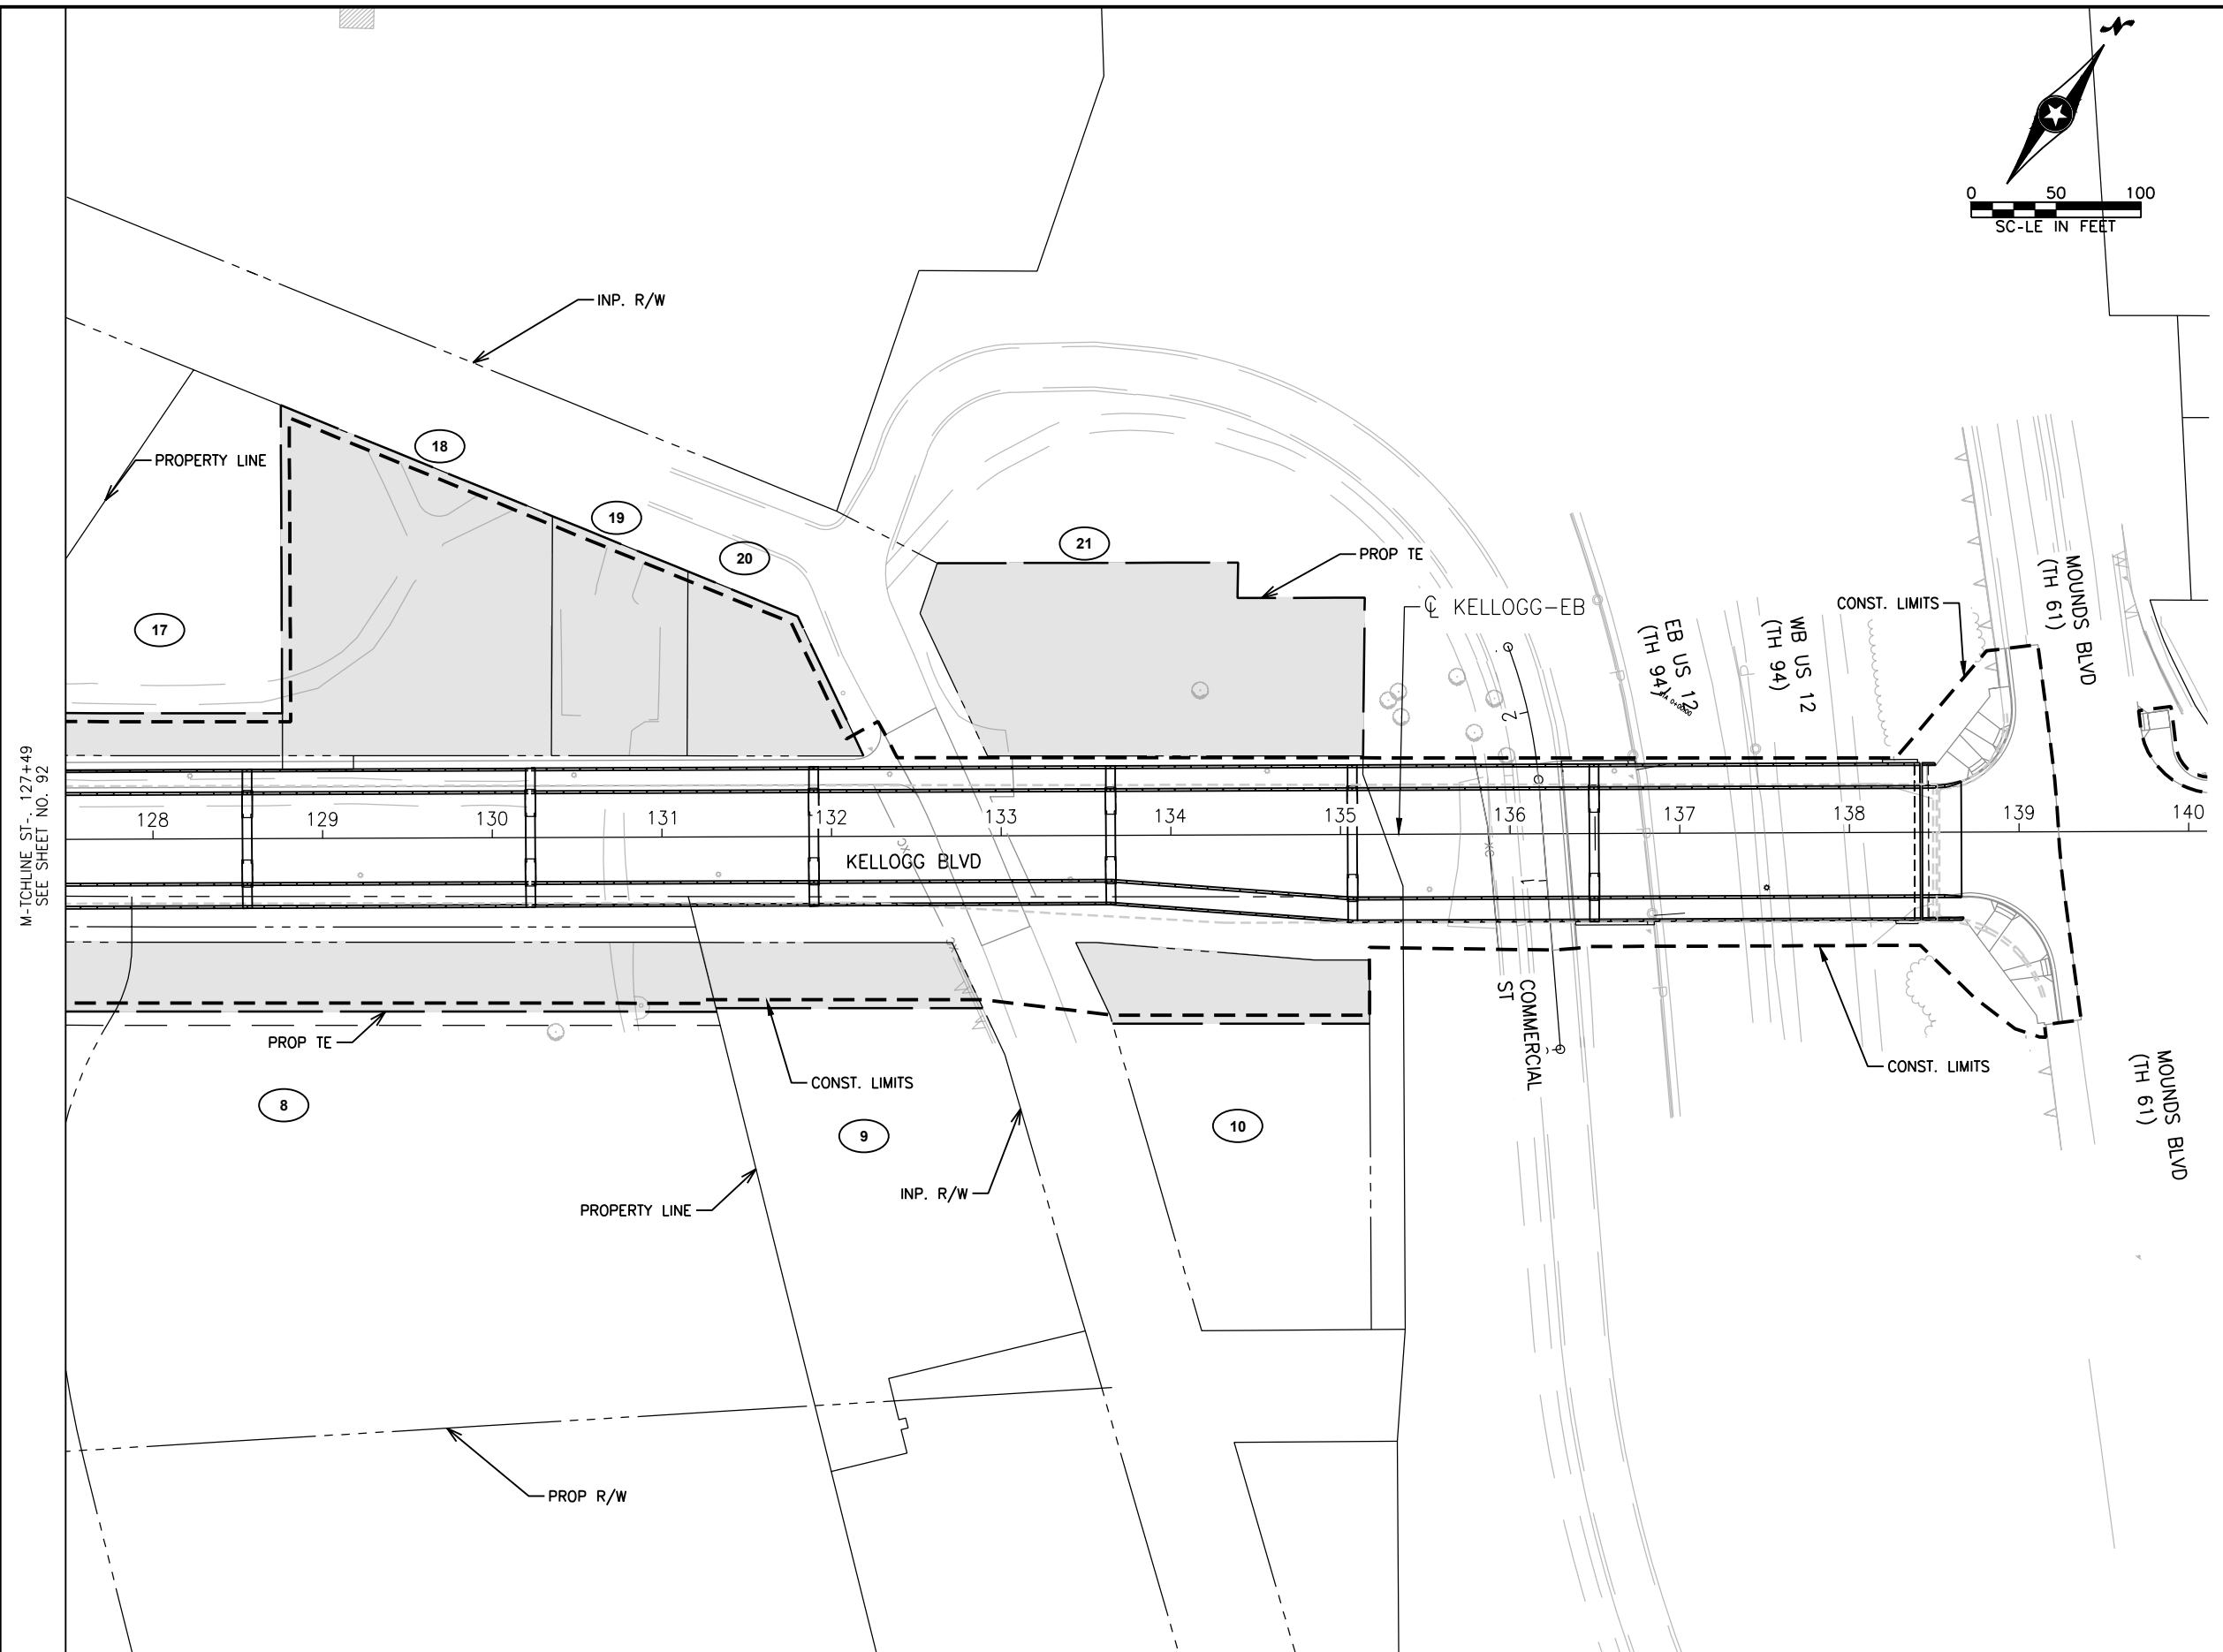 N
0 50 100
SC-LE IN FEET
INP. R/W
PROPERTY LINE
18
19
20
21
17
PROP TE
℄ KELLOGG-EB
CONST. LIMITS
MOUNDS BLVD
(TH 61)
EB US 12
(TH 94)
WB US 12
(TH 94)
2
1
M-TCHLINE ST-. 127+49
SEE SHEET NO. 92
128 129 130 131 132 133 134 135 136 137 138 139 140
KELLOGG BLVD
XC
XC
P
P
P
P
COMMERCIAL
ST
PROP TE
CONST. LIMITS
CONST. LIMITS
MOUNDS BLVD
(TH 61)
8
9
10
PROPERTY LINE
INP. R/W
PROP R/W